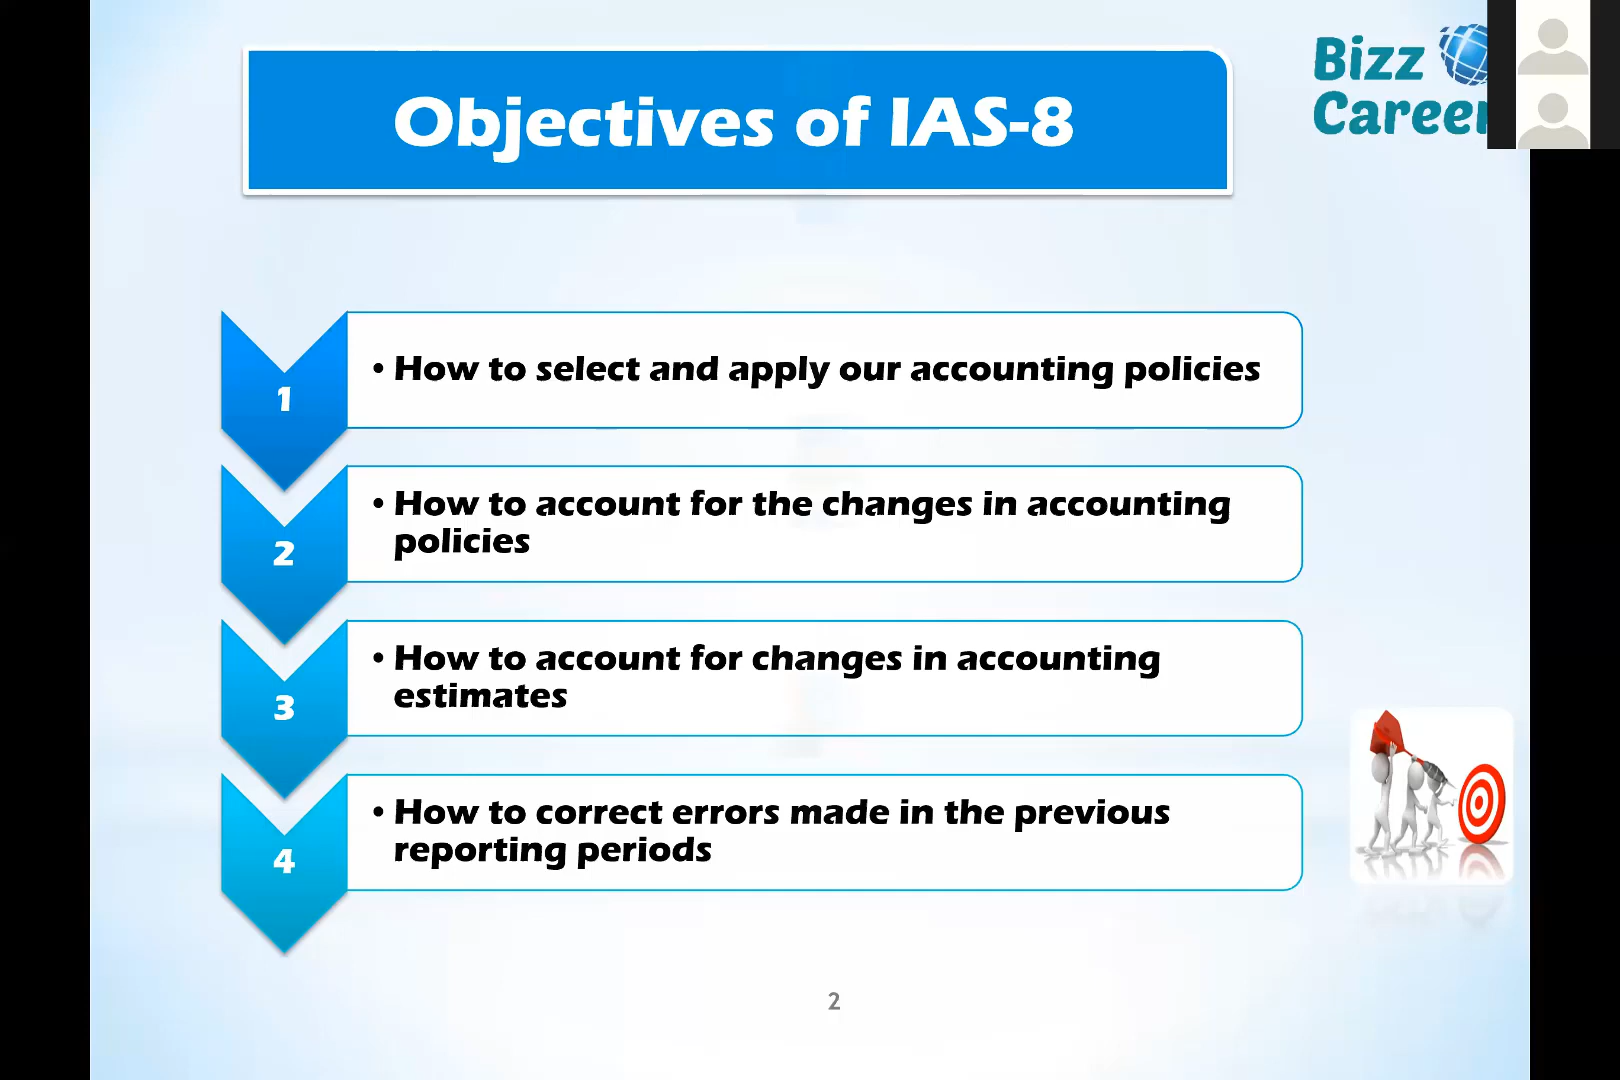 Objectives of IAS-8
Bizz
Career
1
• How to select and apply our accounting policies
2
• How to account for the changes in accounting
policies
3
• How to account for changes in accounting
estimates
4
• How to correct errors made in the previous
reporting periods
2